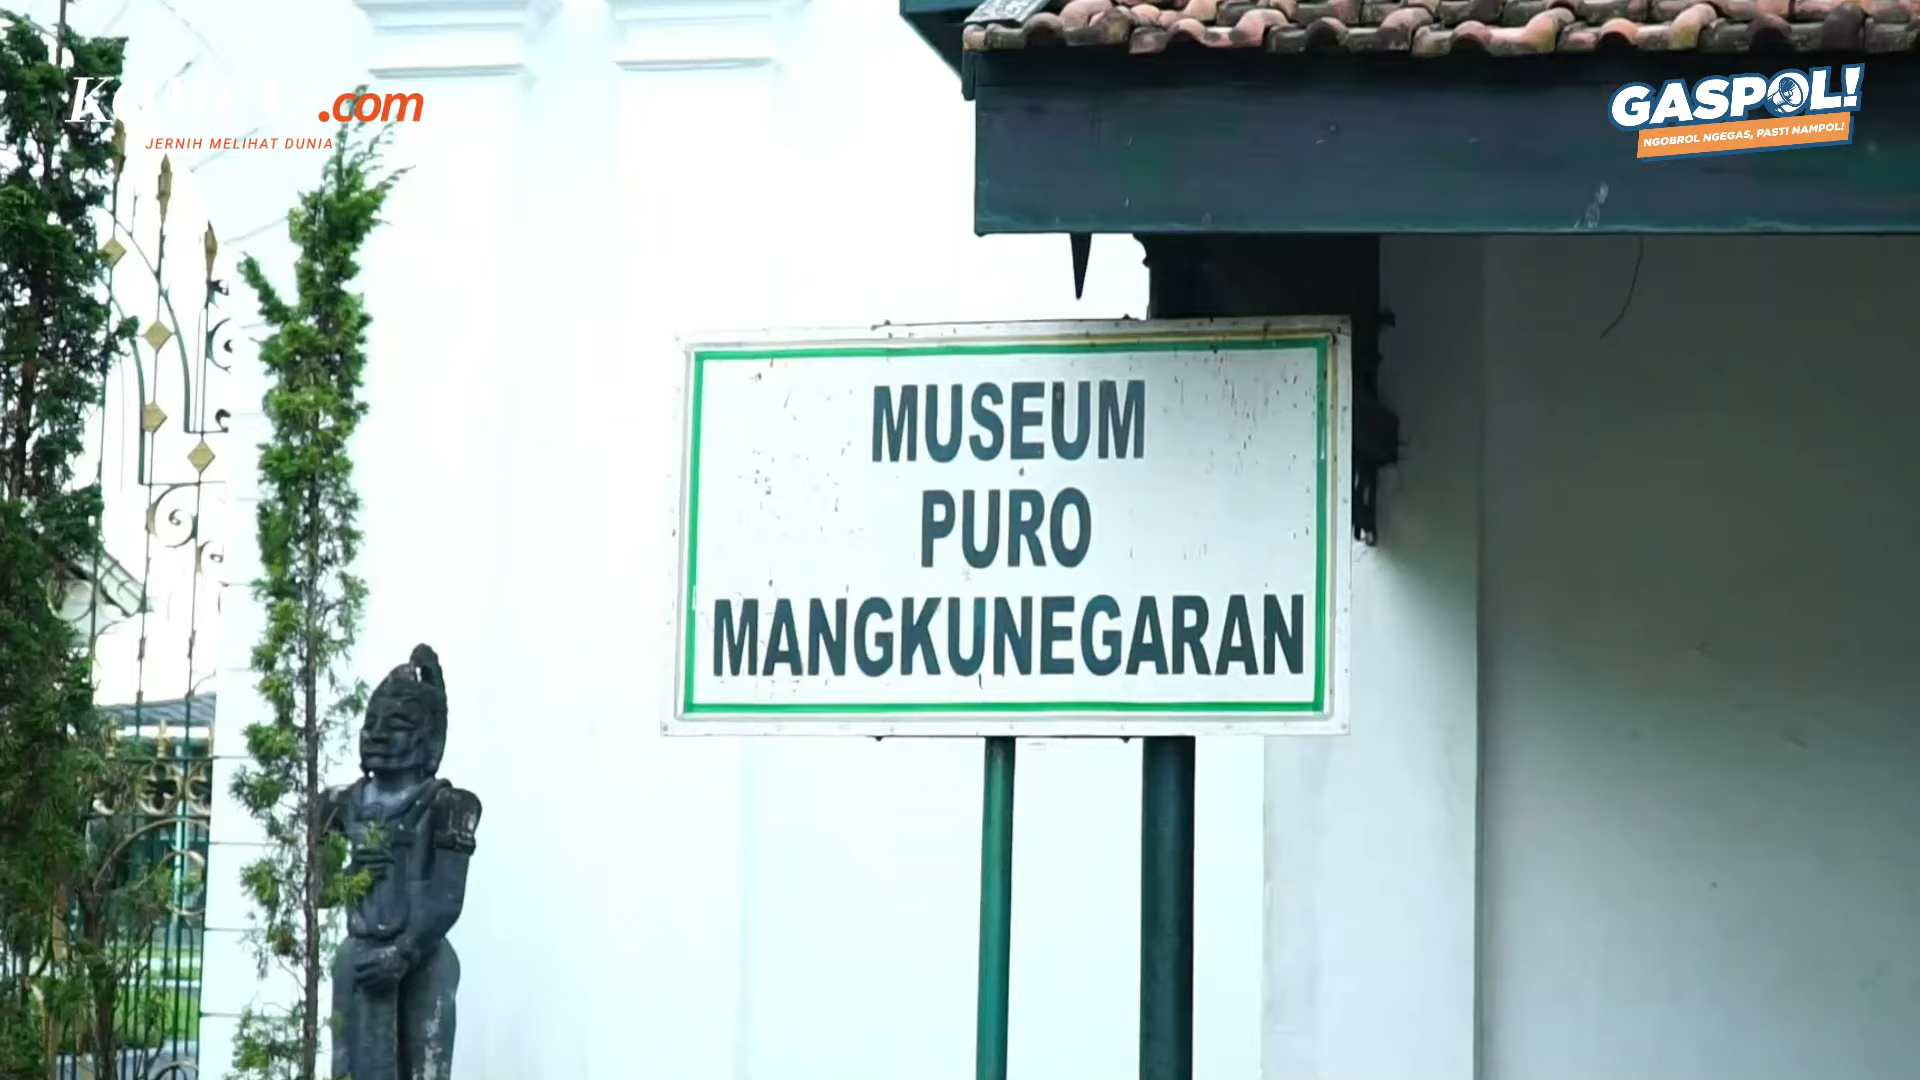 .com
JERNIH MELIHAT DUNIA
GASPOL!
NGOBROL NGEGAS, PASTI NAMPOL!
MUSEUM
PURO
MANGKUNEGARAN